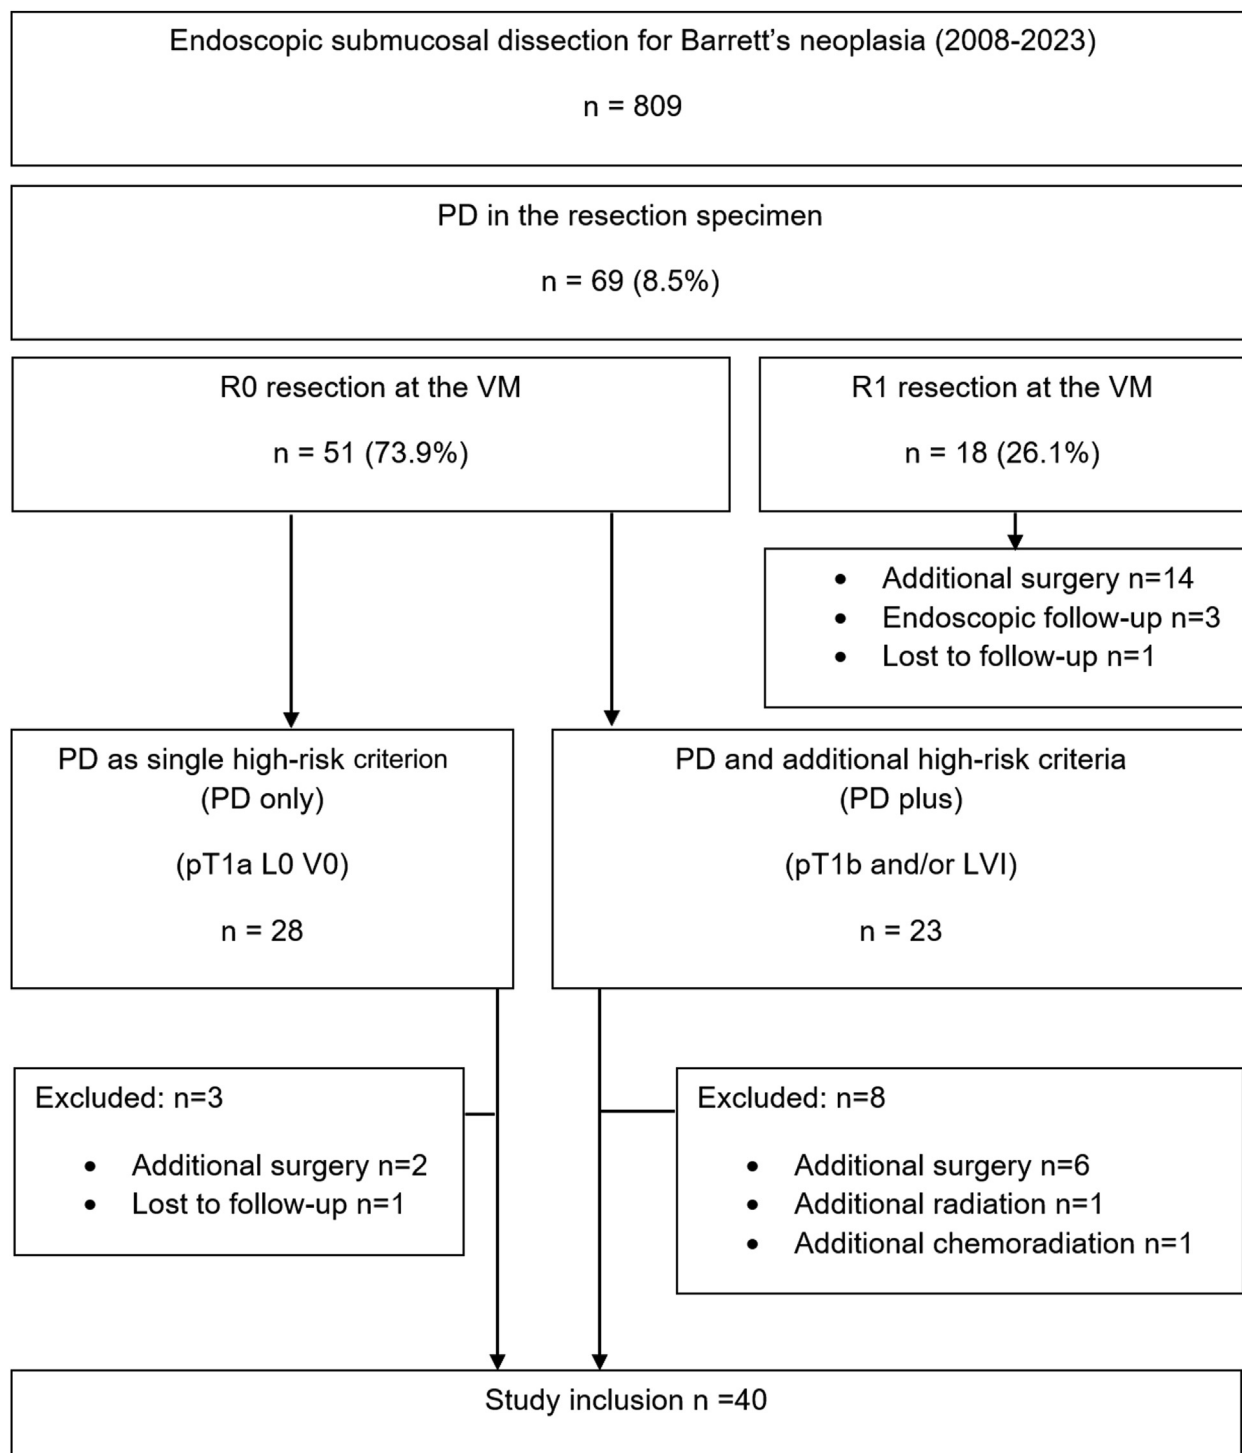 Endoscopic submucosal dissection for Barrett’s neoplasia (2008-2023)
n = 809
PD in the resection specimen
n = 69 (8.5%)
R0 resection at the VM
n = 51 (73.9%)
R1 resection at the VM
n = 18 (26.1%)
• Additional surgery n=14
• Endoscopic follow-up n=3
• Lost to follow-up n=1
PD as single high-risk criterion
(PD only)
(pT1a L0 V0)
n = 28
PD and additional high-risk criteria
(PD plus)
(pT1b and/or LVI)
n = 23
Excluded: n=3
• Additional surgery n=2
• Lost to follow-up n=1
Excluded: n=8
• Additional surgery n=6
• Additional radiation n=1
• Additional chemoradiation n=1
Study inclusion n =40